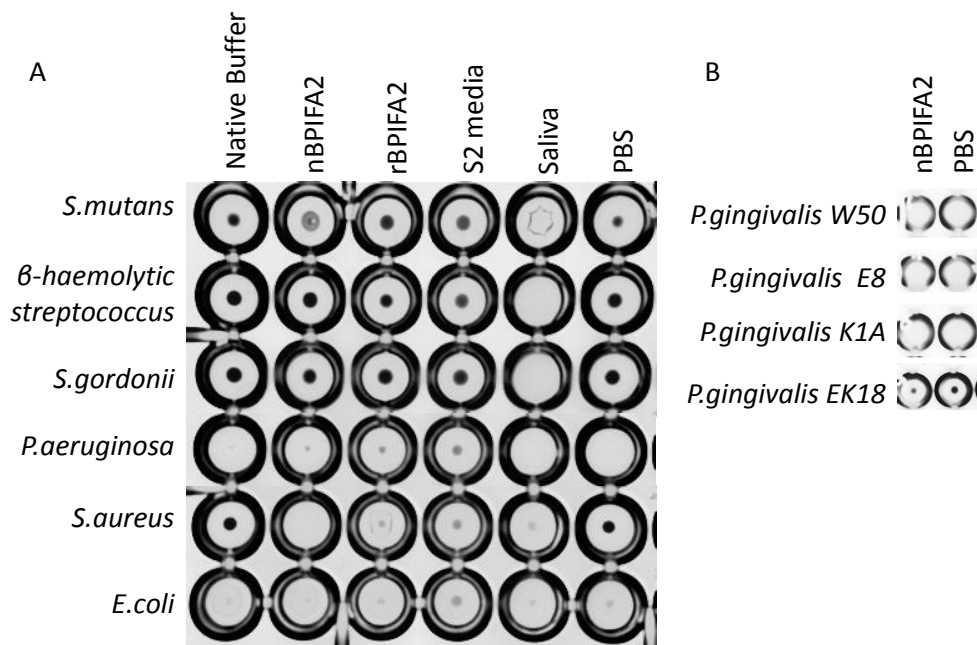 A
Native Buffer
nBPIFA2
rBPIFA2
S2 media
Saliva
PBS
S.mutans
β-haemolytic
streptococcus
S.gordonii
P.aeruginosa
S.aureus
E.coli
B
nBPIFA2
PBS
P.gingivalis W50
P.gingivalis E8
P.gingivalis K1A
P.gingivalis EK18